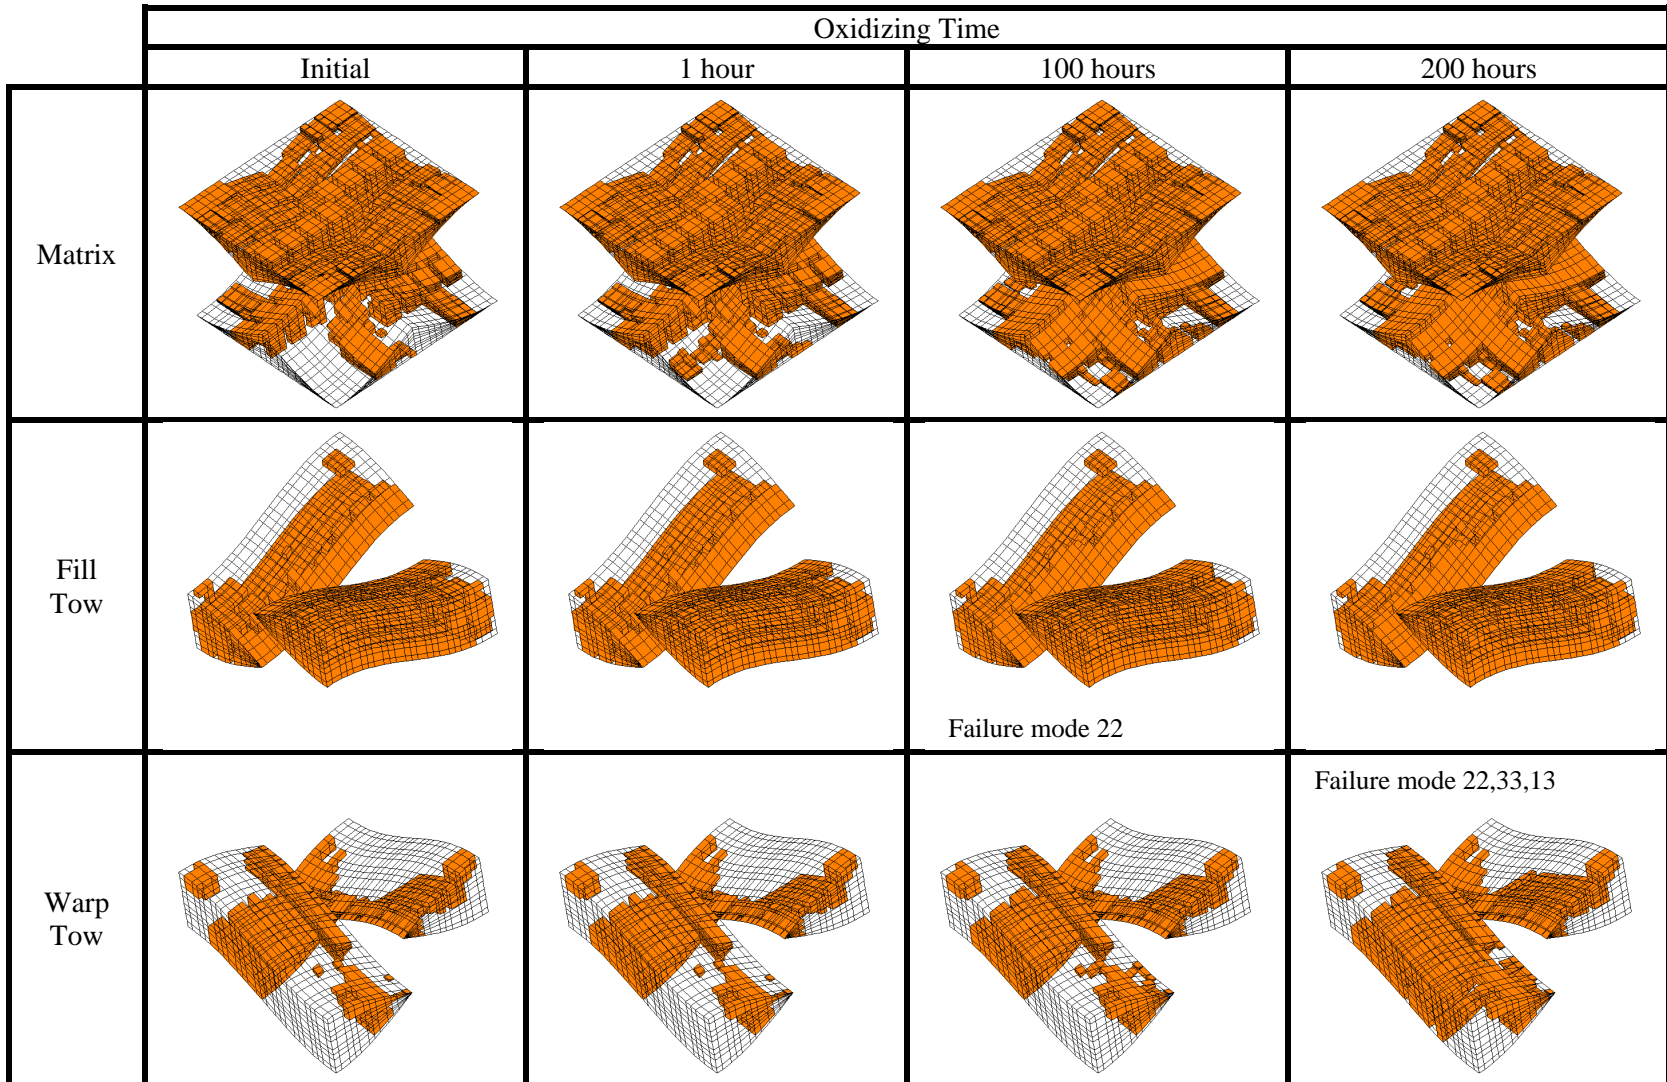 Oxidizing Time
Initial
1 hour
100 hours
200 hours
Matrix
Fill
Tow
Failure mode 22
Warp
Tow
Failure mode 22,33,13